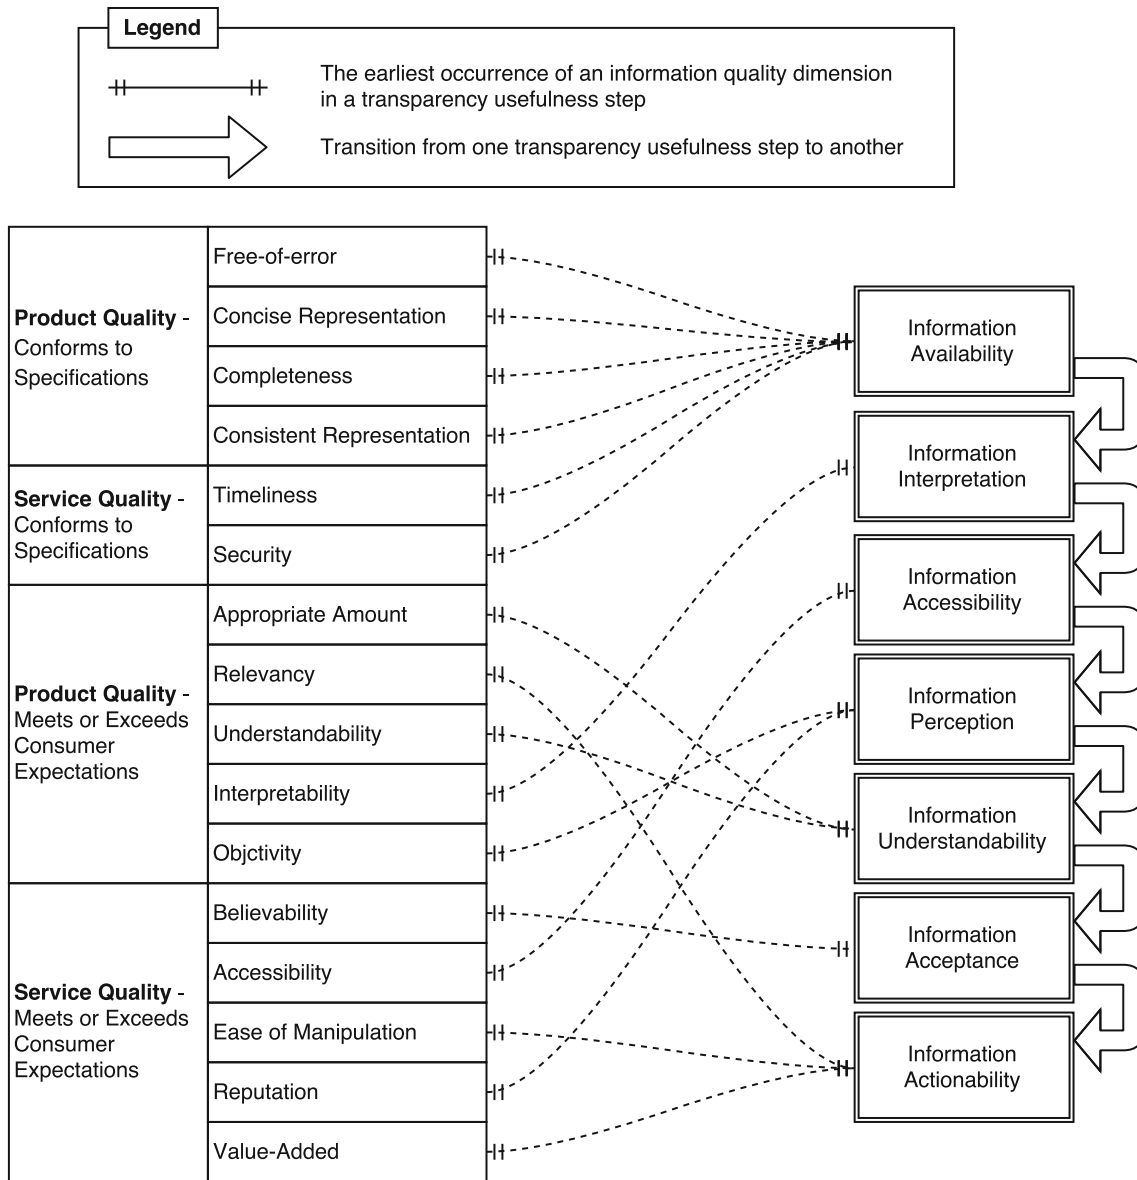 Legend
The earliest occurrence of an information quality dimension
in a transparency usefulness step
Transition from one transparency usefulness step to another
Product Quality -
Conforms to
Specifications
Free-of-error
Concise Representation
Completeness
Consistent Representation
Service Quality -
Conforms to
Specifications
Timeliness
Security
Product Quality -
Meets or Exceeds
Consumer
Expectations
Appropriate Amount
Relevancy
Understandability
Interpretability
Objctivity
Service Quality -
Meets or Exceeds
Consumer
Expectations
Believability
Accessibility
Ease of Manipulation
Reputation
Value-Added
Information
Availability
Information
Interpretation
Information
Accessibility
Information
Perception
Information
Understandability
Information
Acceptance
Information
Actionability